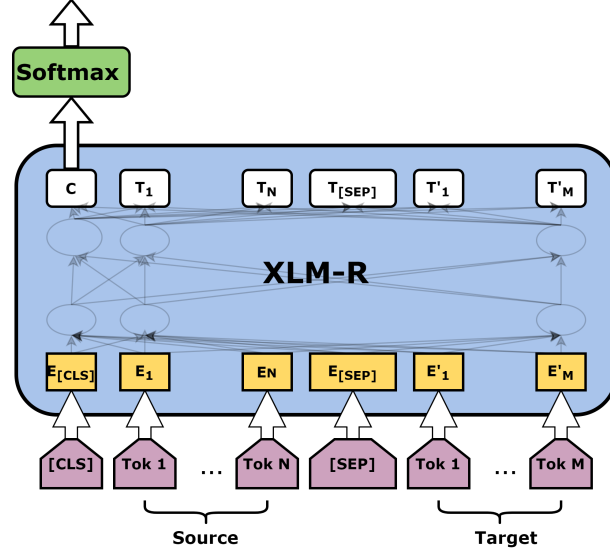 Softmax
C T1 TN T[SEP] T'1 T'M
XLM-R
E[CLS] E1 EN E[SEP] E'1 E'M
[CLS] Tok 1 ... Tok N [SEP] Tok 1 ... Tok M
Source Target